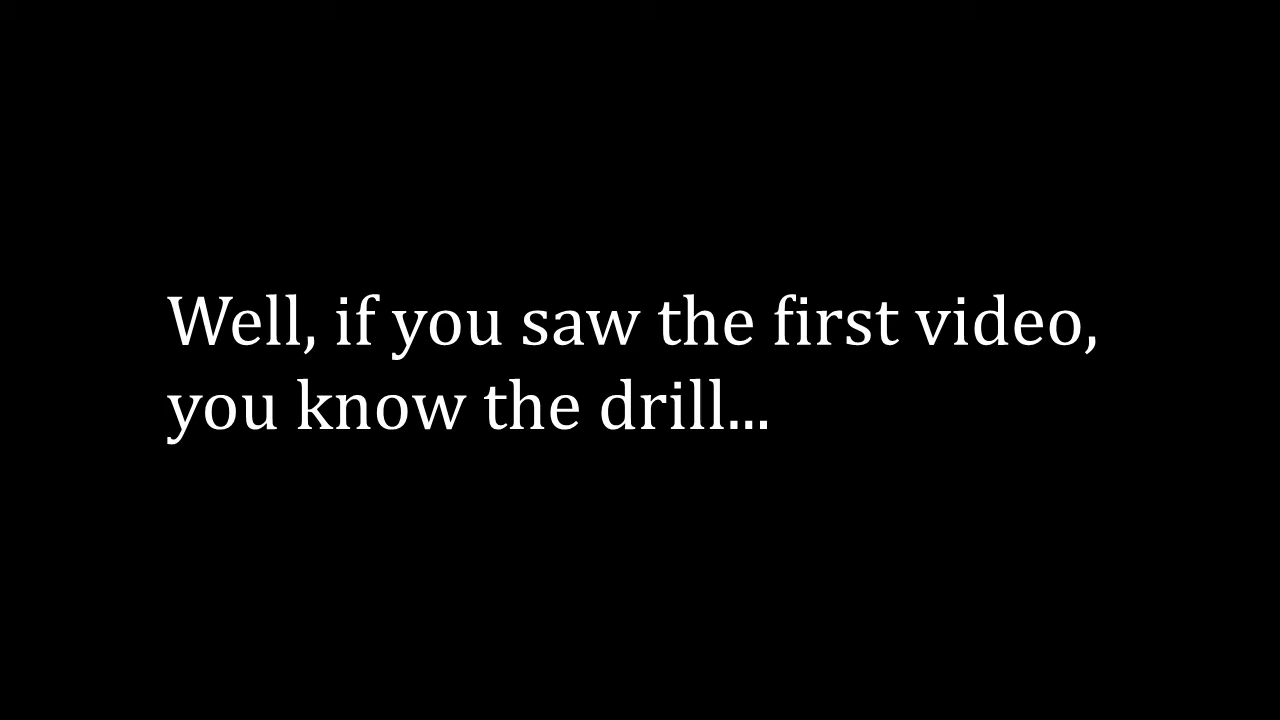 Well, if you saw the first video,
you know the drill...